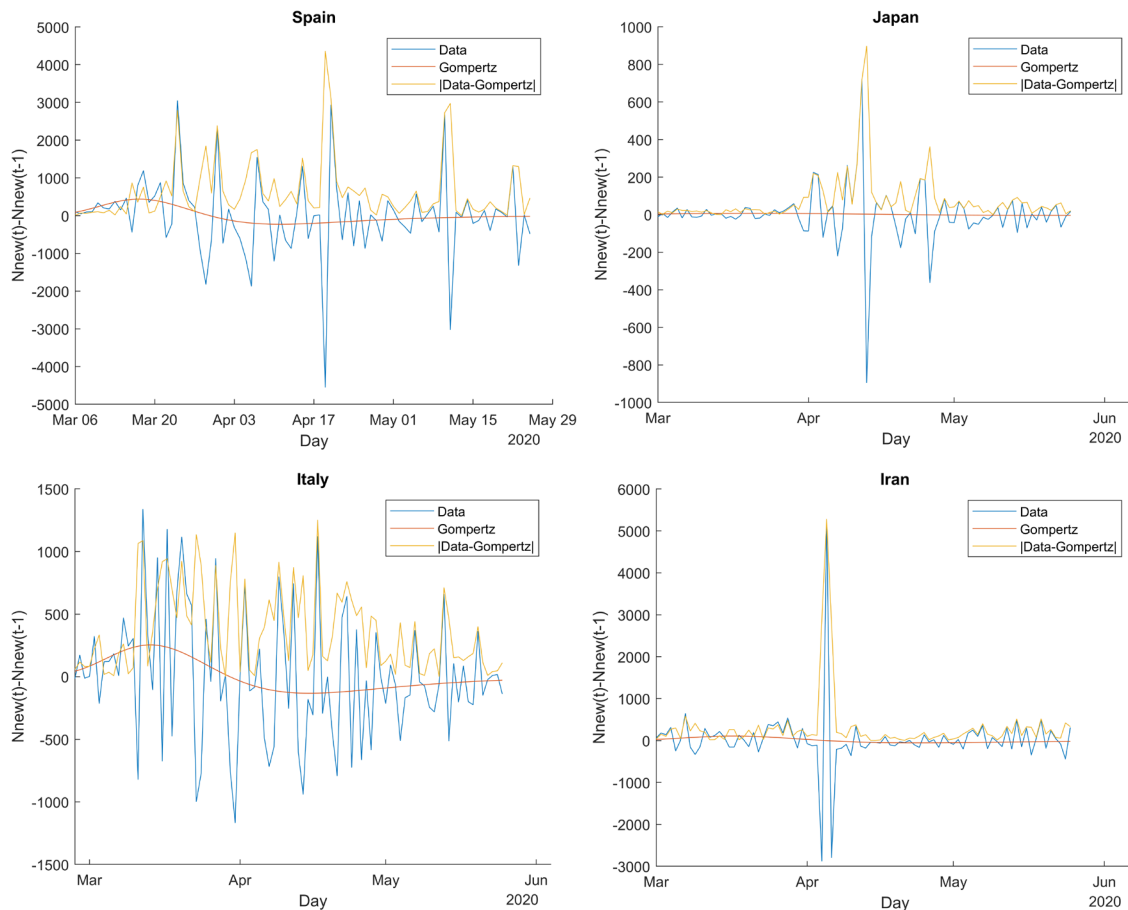 Spain
Nnew(t)-Nnew(t-1)
5000
4000
3000
2000
1000
0
-1000
-2000
-3000
-4000
-5000
Data
Gompertz
|Data-Gompertz|
Mar 06 Mar 20 Apr 03 Apr 17 May 01 May 15 May 29
Day
2020
Japan
Nnew(t)-Nnew(t-1)
1000
800
600
400
200
0
-200
-400
-600
-800
-1000
Data
Gompertz
|Data-Gompertz|
Mar Apr May Jun
Day
2020
Italy
Nnew(t)-Nnew(t-1)
1500
1000
500
0
-500
-1000
-1500
Data
Gompertz
|Data-Gompertz|
Mar Apr May Jun
Day
2020
Iran
Nnew(t)-Nnew(t-1)
6000
5000
4000
3000
2000
1000
0
-1000
-2000
-3000
Data
Gompertz
|Data-Gompertz|
Mar Apr May Jun
Day
2020